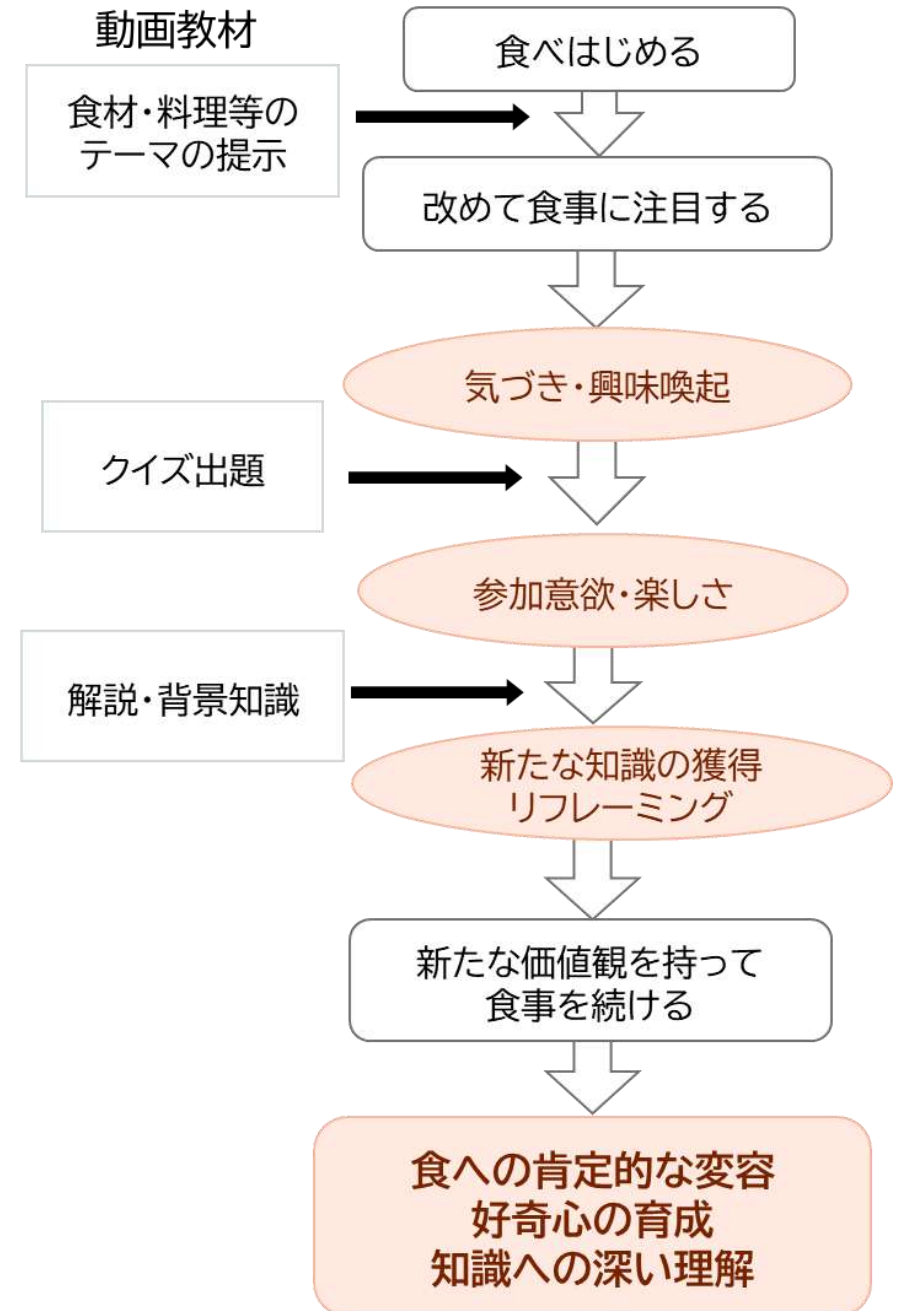 動画教材
食べはじめる
食材・料理等の
テーマの提示
改めて食事に注目する
気づき・興味喚起
クイズ出題
参加意欲・楽しさ
解説・背景知識
新たな知識の獲得
リフレーミング
新たな価値観を持って
食事を続ける
食への肯定的な変容
好奇心の育成
知識への深い理解